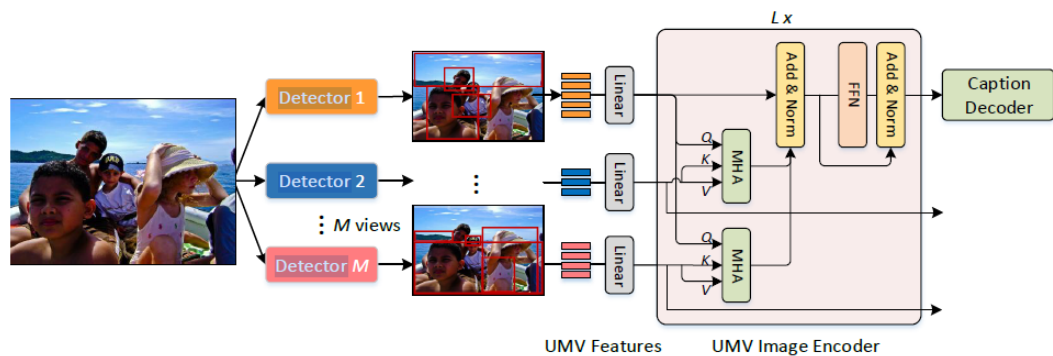 L x
Detector 1
Linear
Add & Norm
FFN
Add & Norm
Caption
Decoder
Q
K
V
MHA
Detector 2
Linear
⋮
⋮ M views
Detector M
Linear
Q
K
V
MHA
UMV Features
UMV Image Encoder